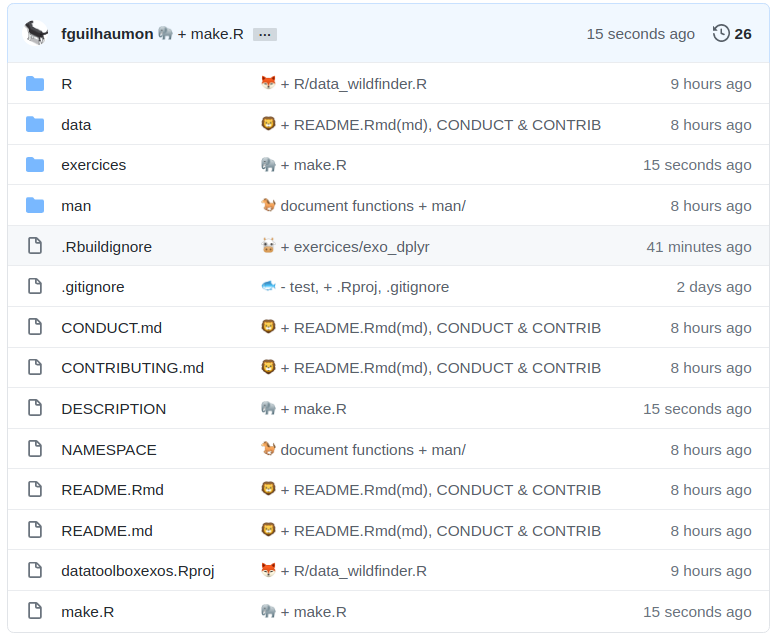 fguilhaumon 🐘 + make.R ... 15 seconds ago 26
R 🦊 + R/data_wildfinder.R 9 hours ago
data 🦁 + README.Rmd(md), CONDUCT & CONTRIB 8 hours ago
exercices 🐘 + make.R 15 seconds ago
man 🐿 document functions + man/ 8 hours ago
.Rbuildignore 🐮 + exercices/exo_dplyr 41 minutes ago
.gitignore 🐟 - test, + .Rproj, .gitignore 2 days ago
CONDUCT.md 🦁 + README.Rmd(md), CONDUCT & CONTRIB 8 hours ago
CONTRIBUTING.md 🦁 + README.Rmd(md), CONDUCT & CONTRIB 8 hours ago
DESCRIPTION 🐘 + make.R 15 seconds ago
NAMESPACE 🐿 document functions + man/ 8 hours ago
README.Rmd 🦁 + README.Rmd(md), CONDUCT & CONTRIB 8 hours ago
README.md 🦁 + README.Rmd(md), CONDUCT & CONTRIB 8 hours ago
datatoolboxexos.Rproj 🦊 + R/data_wildfinder.R 9 hours ago
make.R 🐘 + make.R 15 seconds ago